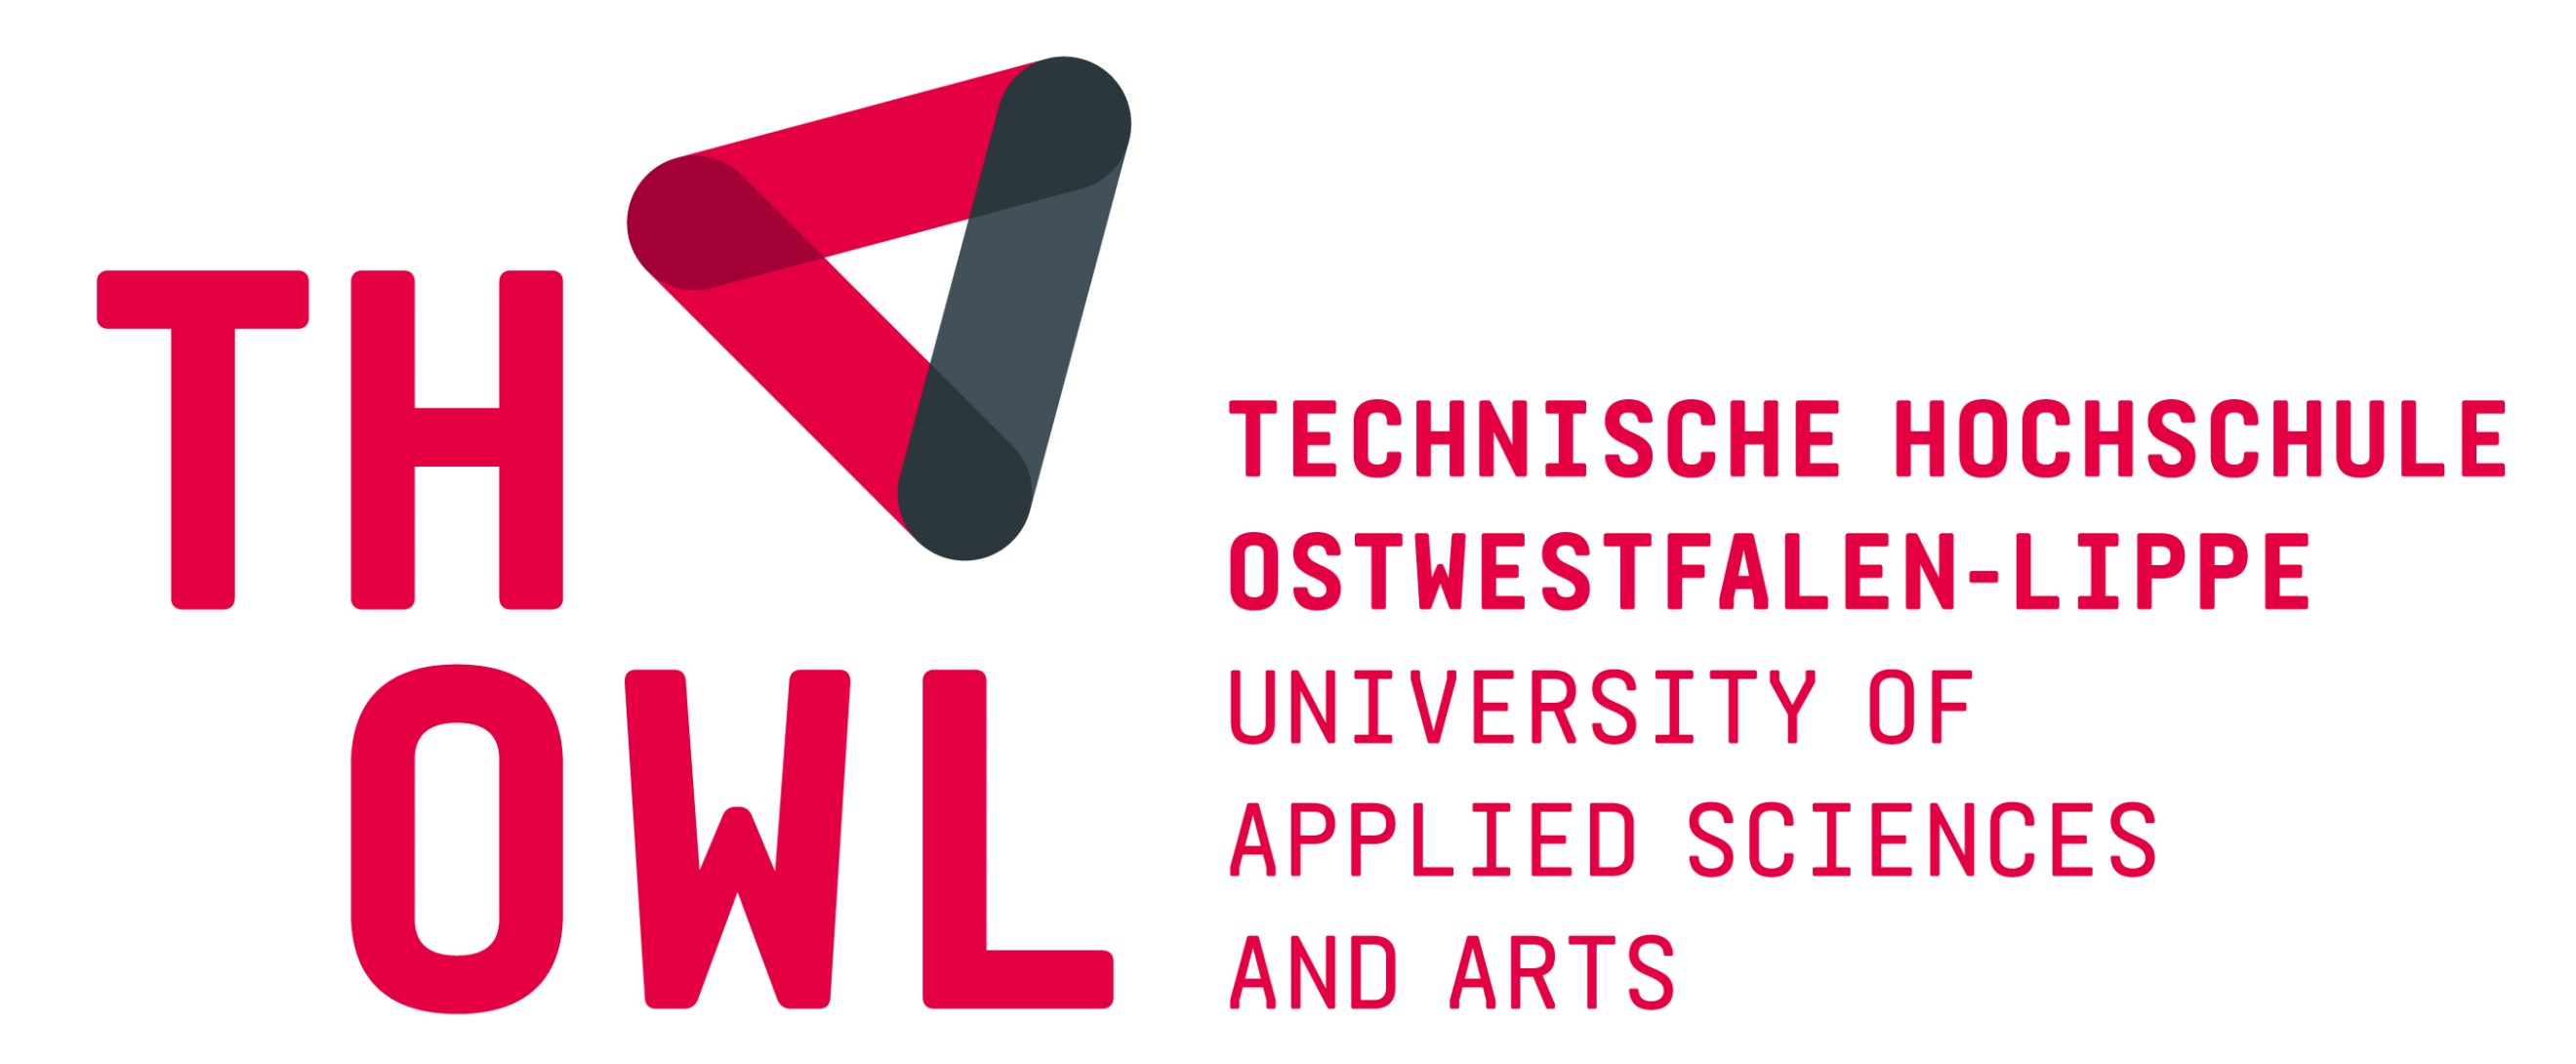 TH
OWL
TECHNISCHE HOCHSCHULE
OSTWESTFALEN-LIPPE
UNIVERSITY OF
APPLIED SCIENCES
AND ARTS